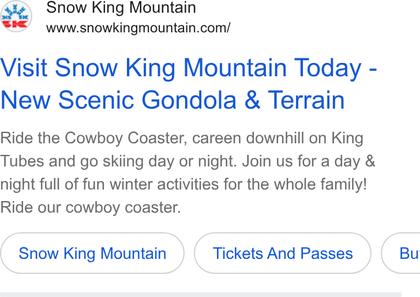 Snow King Mountain
www.snowkingmountain.com/
Visit Snow King Mountain Today -
New Scenic Gondola & Terrain
Ride the Cowboy Coaster, careen downhill on King
Tubes and go skiing day or night. Join us for a day &
night full of fun winter activities for the whole family!
Ride our cowboy coaster.
Snow King Mountain
Tickets And Passes